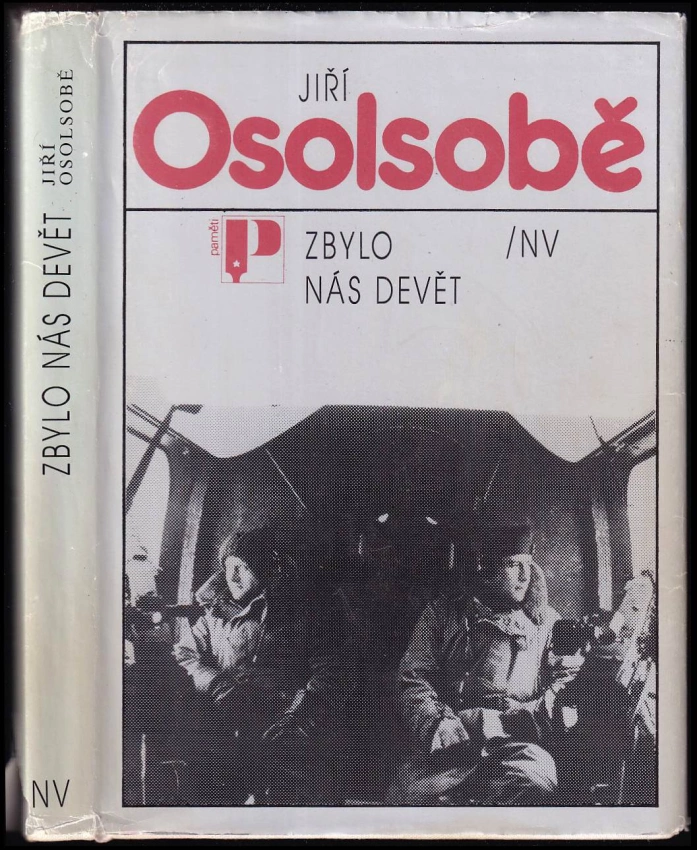 ZBYLO NÁS DEVĚT
JIŘÍ
OSOLSOBĚ
NV
JIŘÍ
Osolsobě
paměti
P
ZBYLO
NÁS DEVĚT
/NV